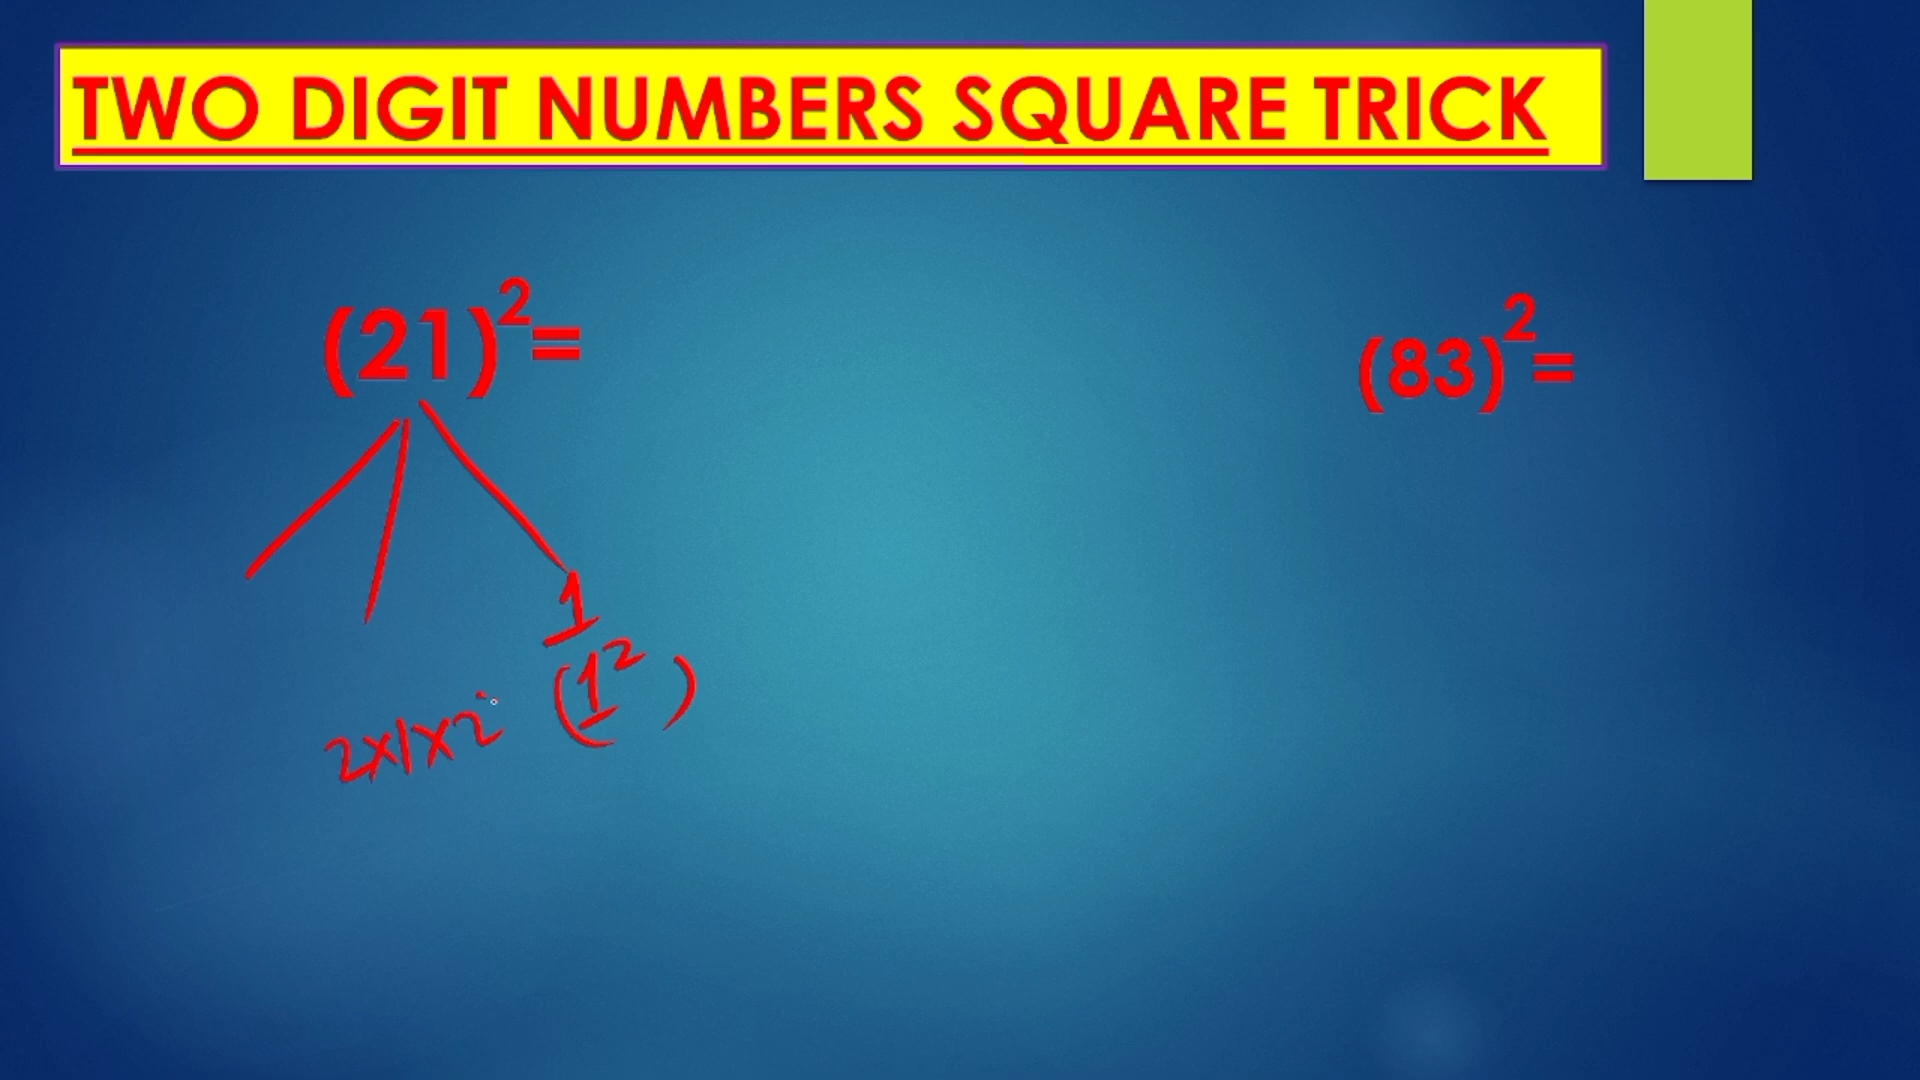 TWO DIGIT NUMBERS SQUARE TRICK
(21)²=
(83)²=
1
(1²)
2x1x2